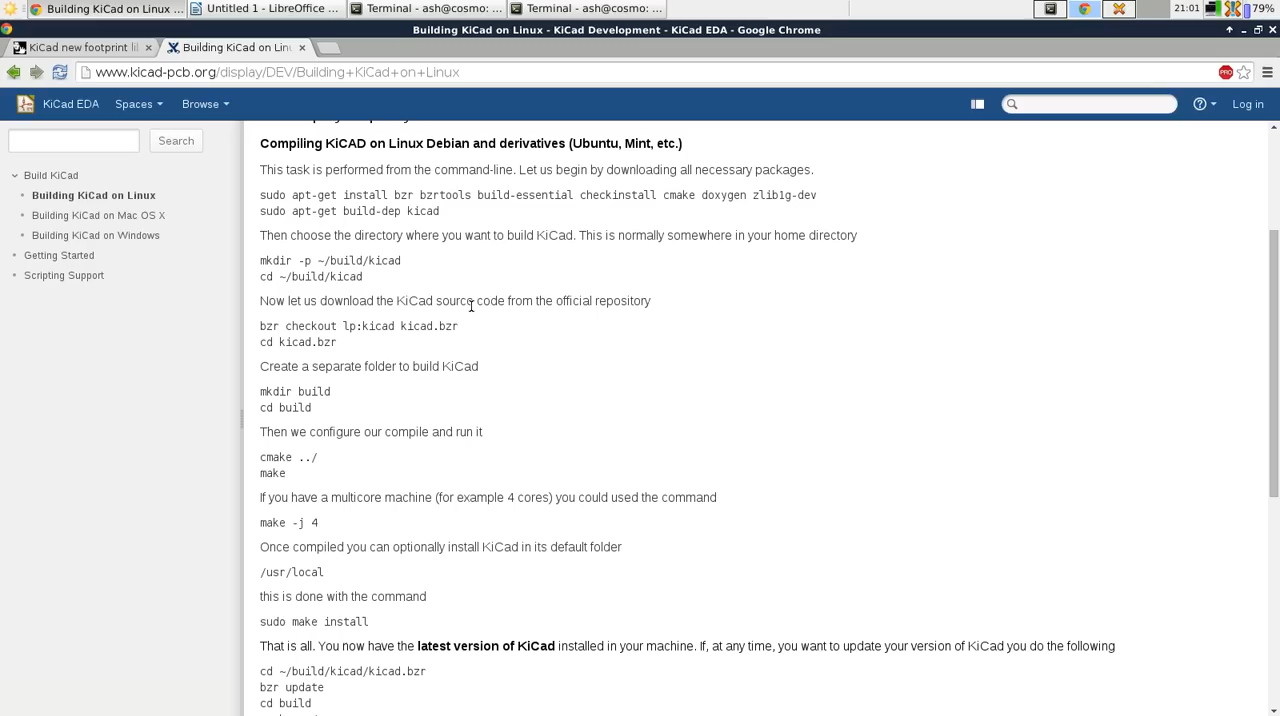 Building KiCad on Linux ...
Untitled 1 - LibreOffice ...
Terminal - ash@cosmo: ...
Terminal - ash@cosmo: ...
21:01
79%
Building KiCad on Linux - KiCad Development - KiCad EDA - Google Chrome
KiCad new footprint lil
Building KiCad on Linu
www.kicad-pcb.org/display/DEV/Building+KiCad+on+Linux
PRO
KiCad EDA
Spaces
Browse
Log in
Search
Build KiCad
Building KiCad on Linux
Building KiCad on Mac OS X
Building KiCad on Windows
Getting Started
Scripting Support
Compiling KiCAD on Linux Debian and derivatives (Ubuntu, Mint, etc.)
This task is performed from the command-line. Let us begin by downloading all necessary packages.
sudo apt-get install bzr bzrtools build-essential checkinstall cmake doxygen zlib1g-dev
sudo apt-get build-dep kicad
Then choose the directory where you want to build KiCad. This is normally somewhere in your home directory
mkdir -p ~/build/kicad
cd ~/build/kicad
Now let us download the KiCad source code from the official repository
bzr checkout lp:kicad kicad.bzr
cd kicad.bzr
Create a separate folder to build KiCad
mkdir build
cd build
Then we configure our compile and run it
cmake ../
make
If you have a multicore machine (for example 4 cores) you could used the command
make -j 4
Once compiled you can optionally install KiCad in its default folder
/usr/local
this is done with the command
sudo make install
That is all. You now have the latest version of KiCad installed in your machine. If, at any time, you want to update your version of KiCad you do the following
cd ~/build/kicad/kicad.bzr
bzr update
cd build